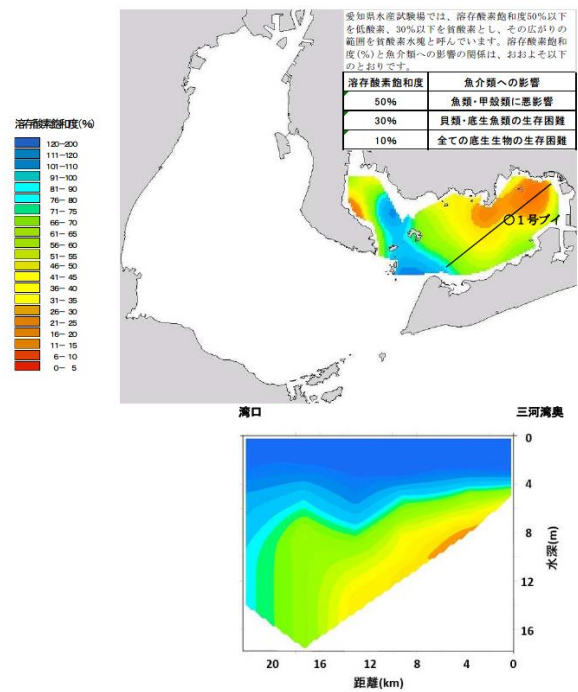 愛知県水産試験場では、溶存酸素飽和度50%以下
を低酸素、30%以下を貧酸素とし、その広がりの
範囲を貧酸素水塊と呼んでいます。溶存酸素飽和
度(%)と魚介類への影響の関係は、おおよそ以下
のとおりです。
溶存酸素飽和度 魚介類への影響
50% 魚類・甲殻類に悪影響
30% 貝類・底生魚類の生存困難
10% 全ての底生生物の生存困難
溶存酸素飽和度(%)
120-200
111-120
101-110
91-100
81-90
76-80
71-75
66-70
61-65
56-60
51-55
46-50
41-45
36-40
31-35
26-30
21-25
16-20
11-15
6-10
0-5
1号ブイ
湾口 三河湾奥
0
4
8
12
16
水深(m)
20 16 12 8 4 0
距離(km)